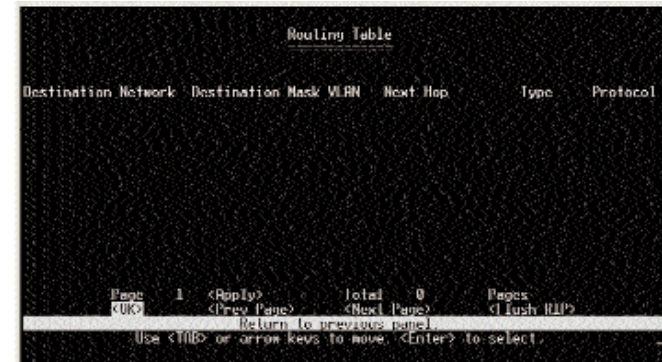 Routing Table
Destination Network Destination Mask VLAN Next Hop Type Protocol
Page 1 <Apply> Total 0 Pages
<OK> <Prev Page> <Next Page> <Flush RIP>
Return to previous panel.
Use <TAB> or arrow keys to move. <Enter> to select.